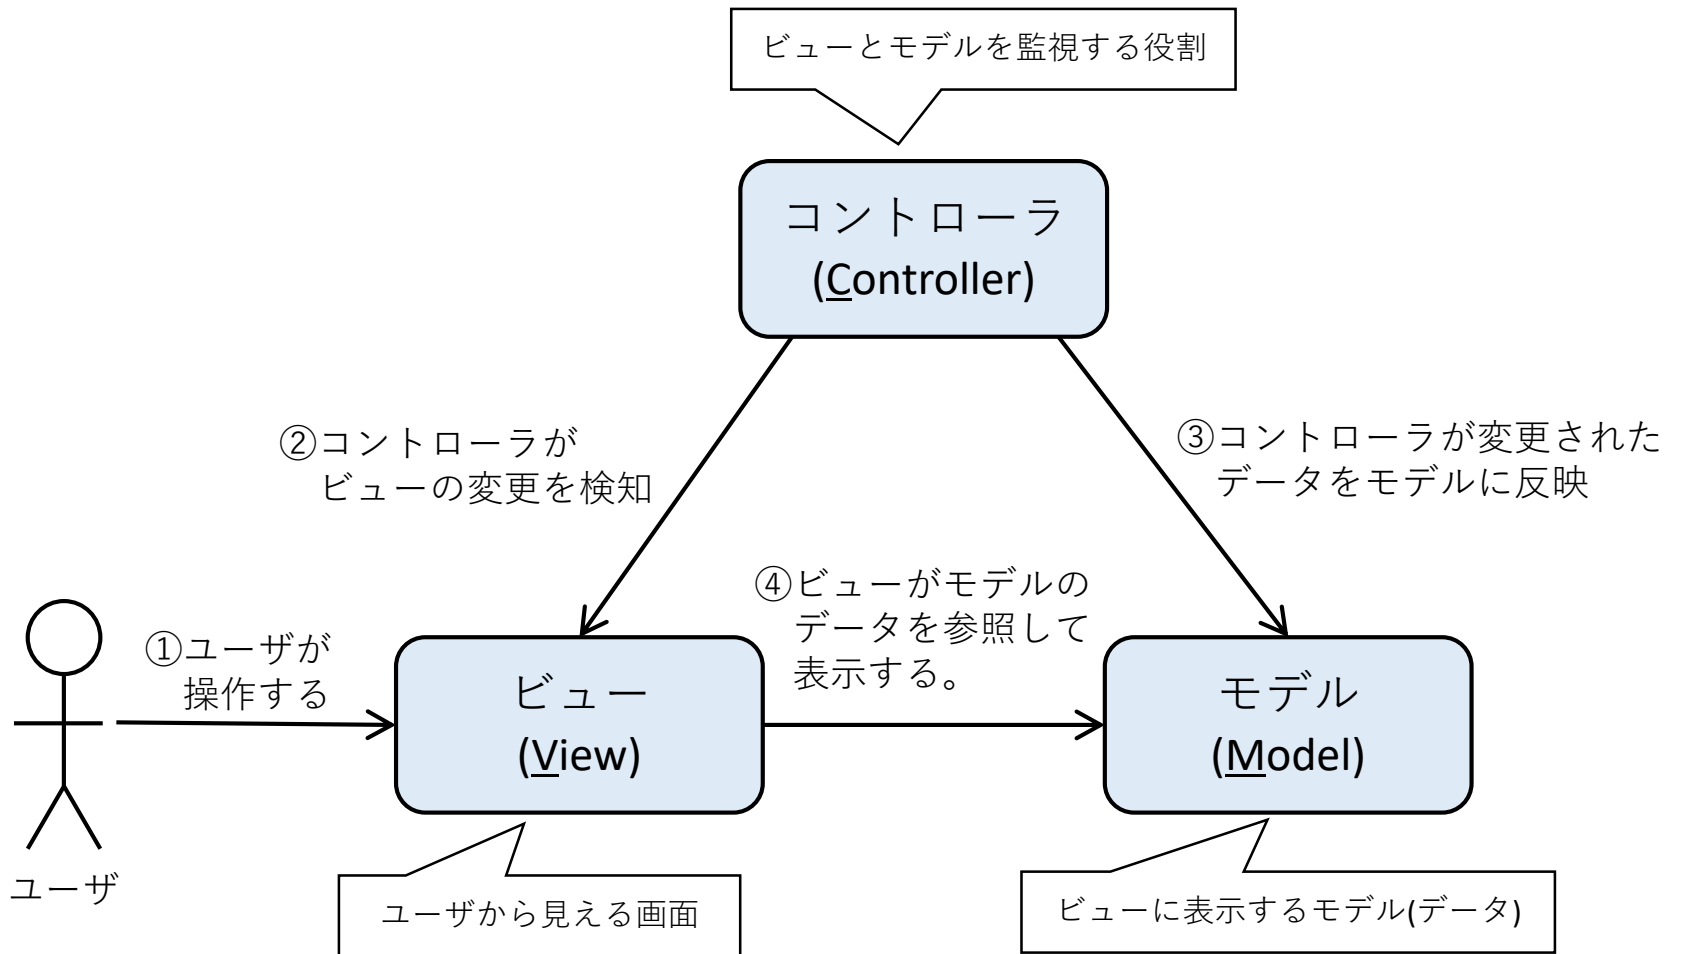 ビューとモデルを監視する役割
コントローラ
(Controller)
②コントローラが
ビューの変更を検知
③コントローラが変更された
データをモデルに反映
④ビューがモデルの
データを参照して
表示する。
①ユーザが
操作する
ビュー
(View)
モデル
(Model)
ユーザ
ユーザから見える画面
ビューに表示するモデル(データ)